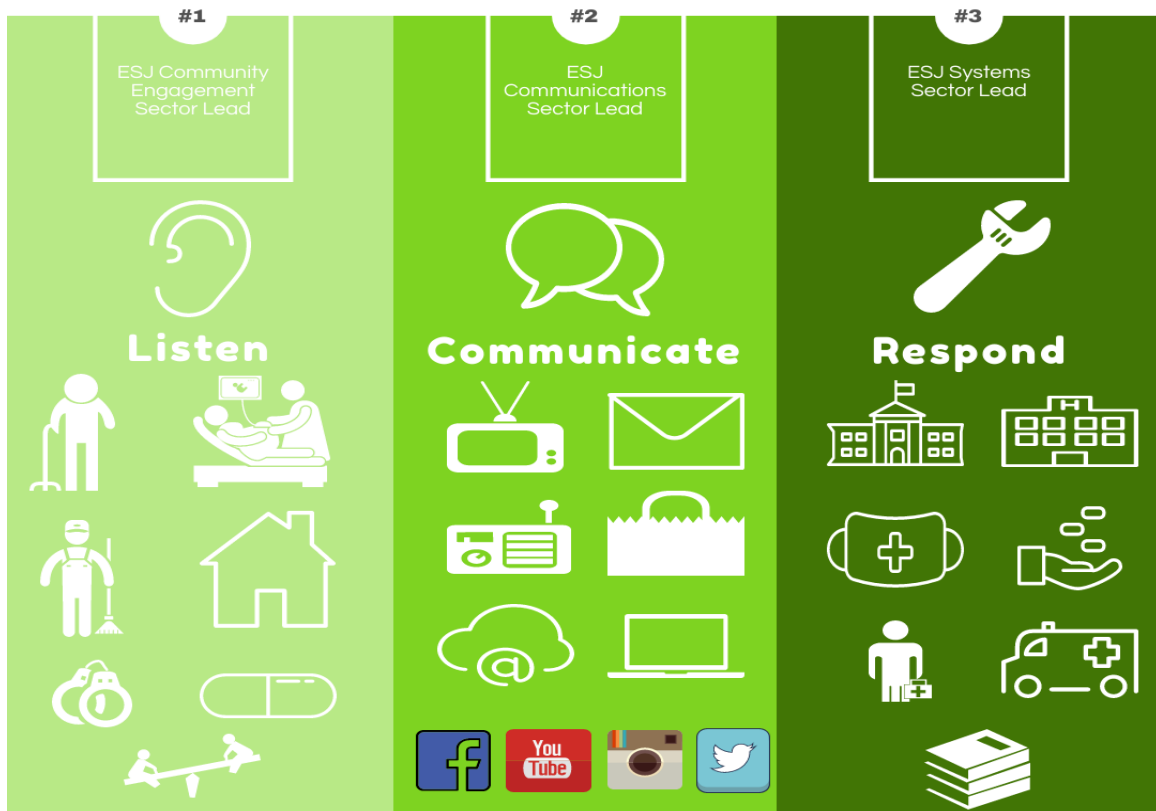 #1
ESJ Community
Engagement
Sector Lead
Listen
#2
ESJ
Communications
Sector Lead
Communicate
@
f
You
Tube
#3
ESJ Systems
Sector Lead
Respond
H